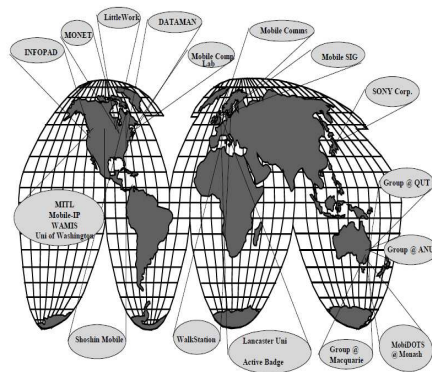 LittleWork
DATAMAN
MONET
INFOPAD
Mobile Comp
Lab
Mobile Comms
Mobile SIG
SONY Corp.
Group @ QUT
Group @ ANU
MITL
Mobile-IP
WAMIS
Uni of Washington
Shoshin Mobile
WalkStation
Lancaster Uni
Active Badge
Group @
Macquarie
MobiDOTS
@ Monash